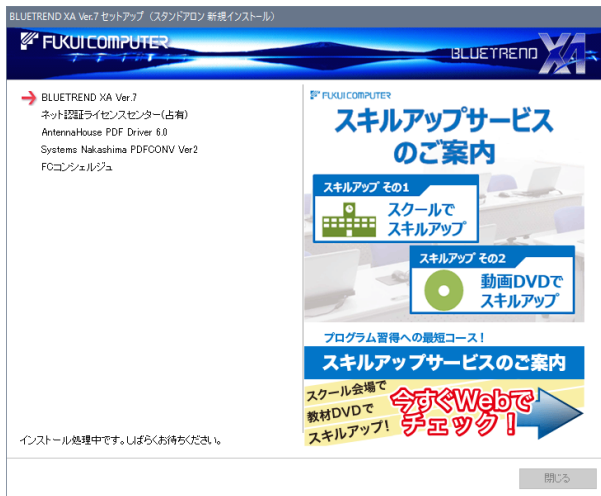 BLUETREND XA Ver.7 セットアップ（スタンドアロン 新規インストール）
FUKUI COMPUTER
BLUETREND XA
BLUETREND XA Ver.7
ネット認証ライセンスセンター(占有)
AntennaHouse PDF Driver 6.0
Systems Nakashima PDFCONV Ver2
FCコンシェルジュ
インストール処理中です。しばらくお待ちください。
FUKUI COMPUTER
スキルアップサービス
のご案内
スキルアップ その1
スクールで
スキルアップ
スキルアップ その2
動画DVDで
スキルアップ
プログラム習得への最短コース！
スキルアップサービスのご案内
スクール会場で
教材DVDで
スキルアップ!
今すぐWebで
チェック！
閉じる